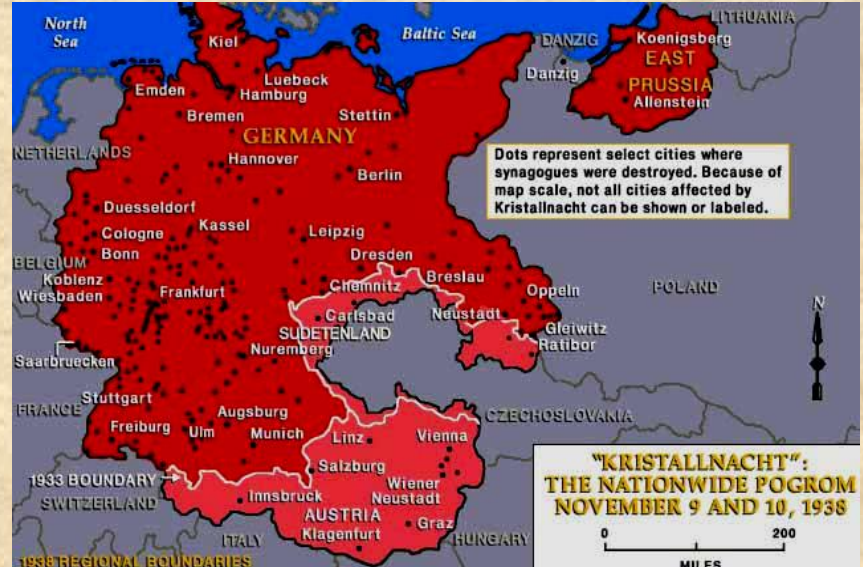 North
Sea
Baltic Sea
LITHUANIA
Kiel
DANZIG
Koenigsberg
EAST
Danzig
PRUSSIA
Allenstein
Luebeck
Emden
Hamburg
Bremen
Stettin
GERMANY
NETHERLANDS
Hannover
Berlin
Dots represent select cities where
synagogues were destroyed. Because of
map scale, not all cities affected by
Kristallnacht can be shown or labeled.
Duesseldorf
Kassel
Cologne
Leipzig
Bonn
Dresden
BELGIUM
Koblenz
Chemnitz
Breslau
Wiesbaden
Frankfurt
Oppeln
POLAND
N
Carlsbad
Neustadt
SUDETENLAND
Gleiwitz
Nuremberg
Ratibor
Saarbruecken
Stuttgart
FRANCE
Augsburg
CZECHOSLOVAKIA
Freiburg
Ulm
Munich
Linz
Vienna
1933 BOUNDARY
Salzburg
SWITZERLAND
Innsbruck
Wiener
Neustadt
AUSTRIA
Graz
Klagenfurt
ITALY
HUNGARY
1938 REGIONAL BOUNDARIES
"KRISTALLNACHT":
THE NATIONWIDE POGROM
NOVEMBER 9 AND 10, 1938
0 200
MILES